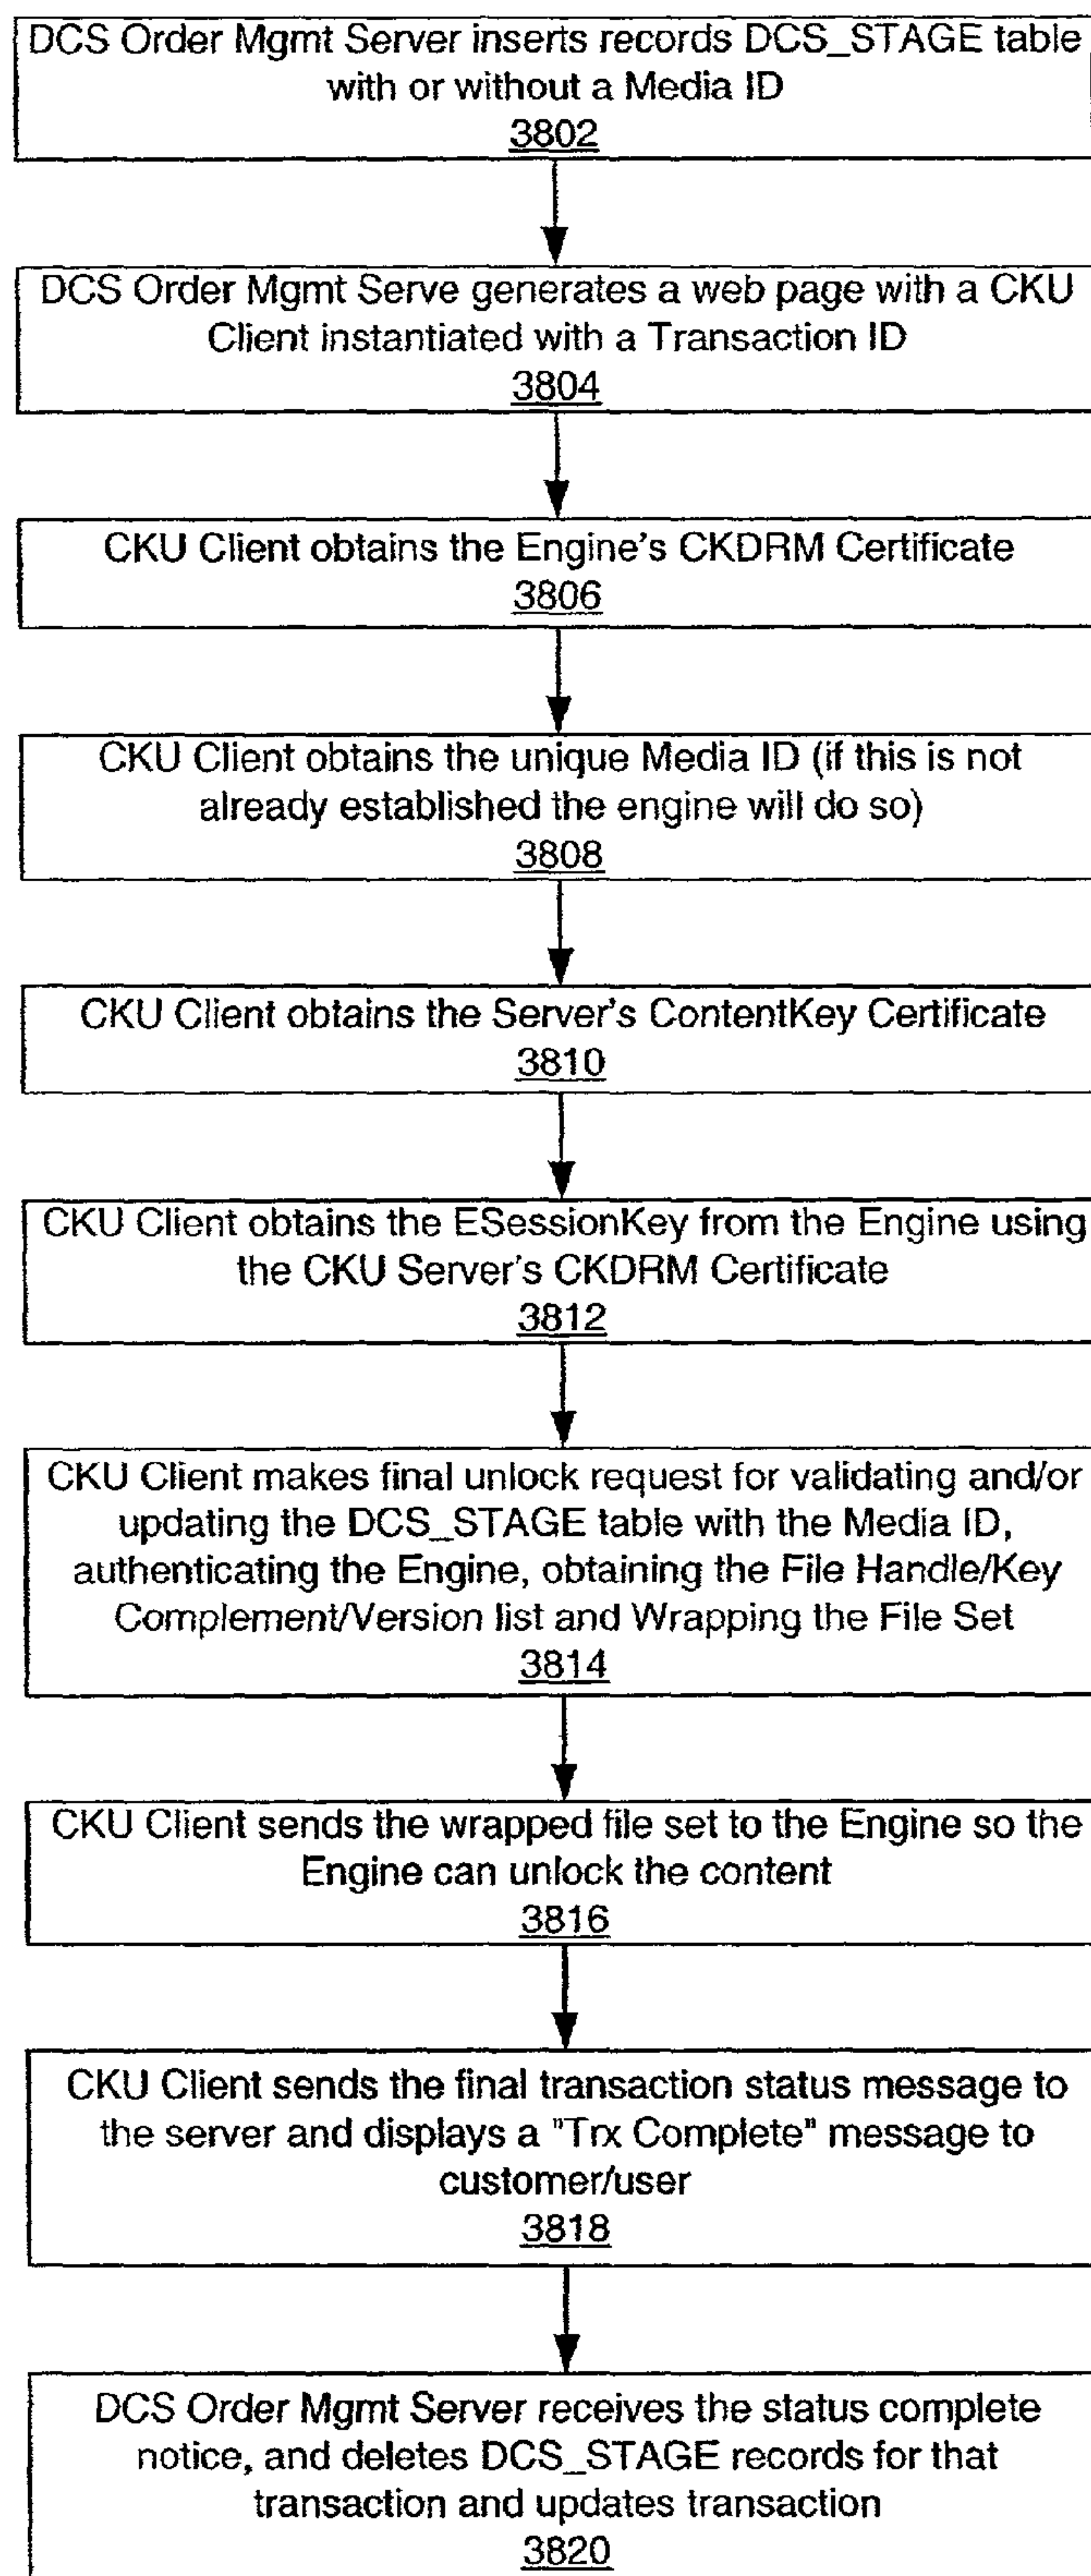 DCS Order Mgmt Server inserts records DCS_STAGE table
with or without a Media ID
3802
DCS Order Mgmt Serve generates a web page with a CKU
Client instantiated with a Transaction ID
3804
CKU Client obtains the Engine's CKDRM Certificate
3806
CKU Client obtains the unique Media ID (if this is not
already established the engine will do so)
3808
CKU Client obtains the Server's ContentKey Certificate
3810
CKU Client obtains the ESessionKey from the Engine using
the CKU Server's CKDRM Certificate
3812
CKU Client makes final unlock request for validating and/or
updating the DCS_STAGE table with the Media ID,
authenticating the Engine, obtaining the File Handle/Key
Complement/Version list and Wrapping the File Set
3814
CKU Client sends the wrapped file set to the Engine so the
Engine can unlock the content
3816
CKU Client sends the final transaction status message to
the server and displays a "Trx Complete" message to
customer/user
3818
DCS Order Mgmt Server receives the status complete
notice, and deletes DCS_STAGE records for that
transaction and updates transaction
3820